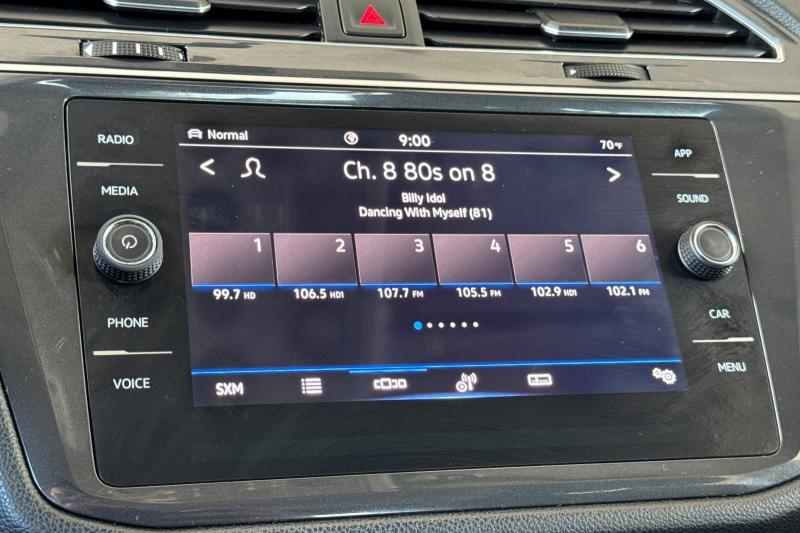 RADIO
MEDIA
PHONE
VOICE
Normal
9:00
70°F
< Ch. 8 80s on 8 >
Billy Idol
Dancing With Myself (81)
1 2 3 4 5 6
99.7 HD 106.5 HD1 107.7 FM 105.5 FM 102.9 HD1 102.1 FM
SXM
APP
SOUND
CAR
MENU